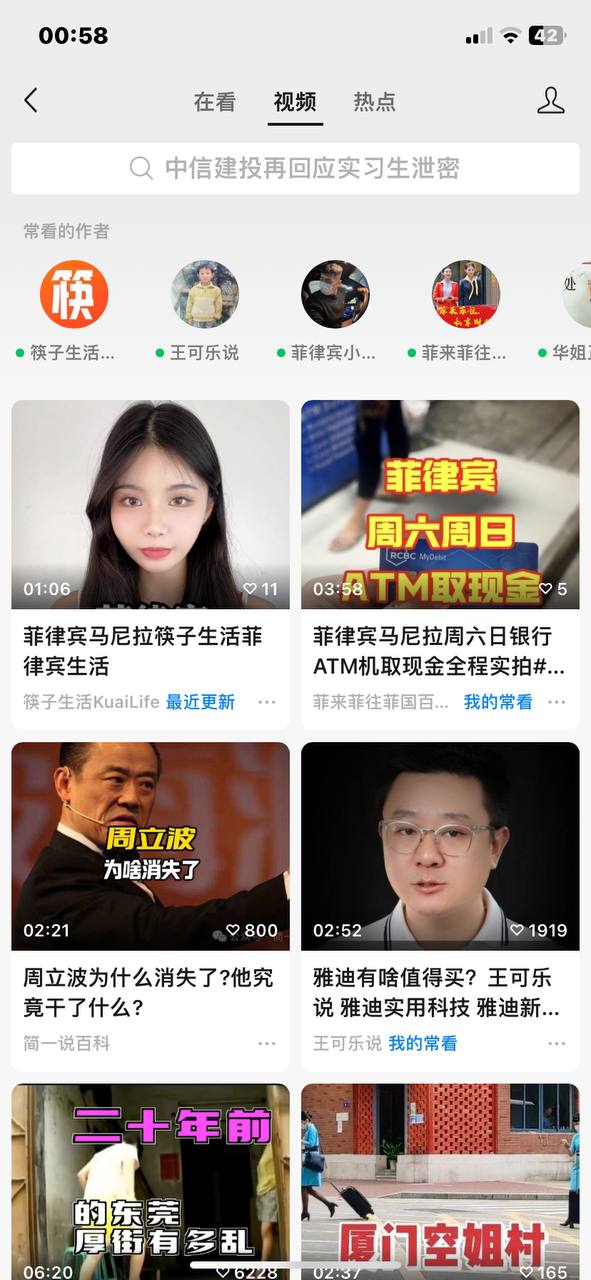 00:58
42
在看 视频 热点
中信建投再回应实习生泄密
常看的作者
筷
处
筷子生活... 王可乐说 菲律宾小... 菲来菲往... 华姐
菲律宾
周六周日
RCBC MyDebit
ATM取现金
01:06 11
03:58 5
菲律宾马尼拉筷子生活菲
律宾生活
筷子生活KuaiLife 最近更新
菲律宾马尼拉周六日银行
ATM机取现金全程实拍#...
菲来菲往菲国百... 我的常看
周立波
为啥消失了
02:21 800
02:52 1919
周立波为什么消失了?他究
竟干了什么?
简一说百科
雅迪有啥值得买？王可乐
说 雅迪实用科技 雅迪新...
王可乐说 我的常看
二十年前
的东莞
厚街有多乱
06:20 6228
厦门空姐村
02:37 165